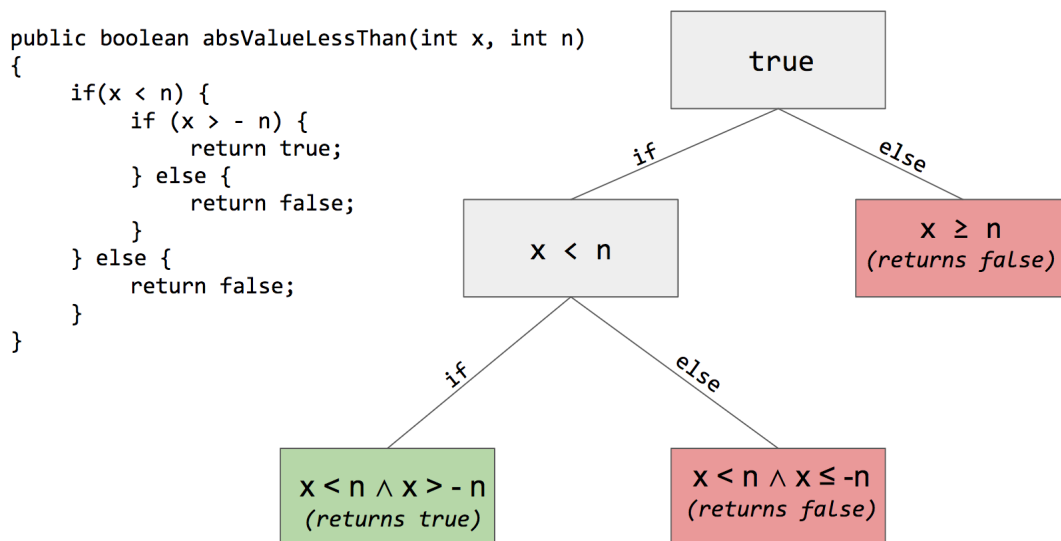 public boolean absValueLessThan(int x, int n)
{
    if(x < n) {
        if (x > - n) {
            return true;
        } else {
            return false;
        }
    } else {
        return false;
    }
}
true
if
else
x < n
x ≥ n
(returns false)
if
else
x < n ∧ x > - n
(returns true)
x < n ∧ x ≤ -n
(returns false)